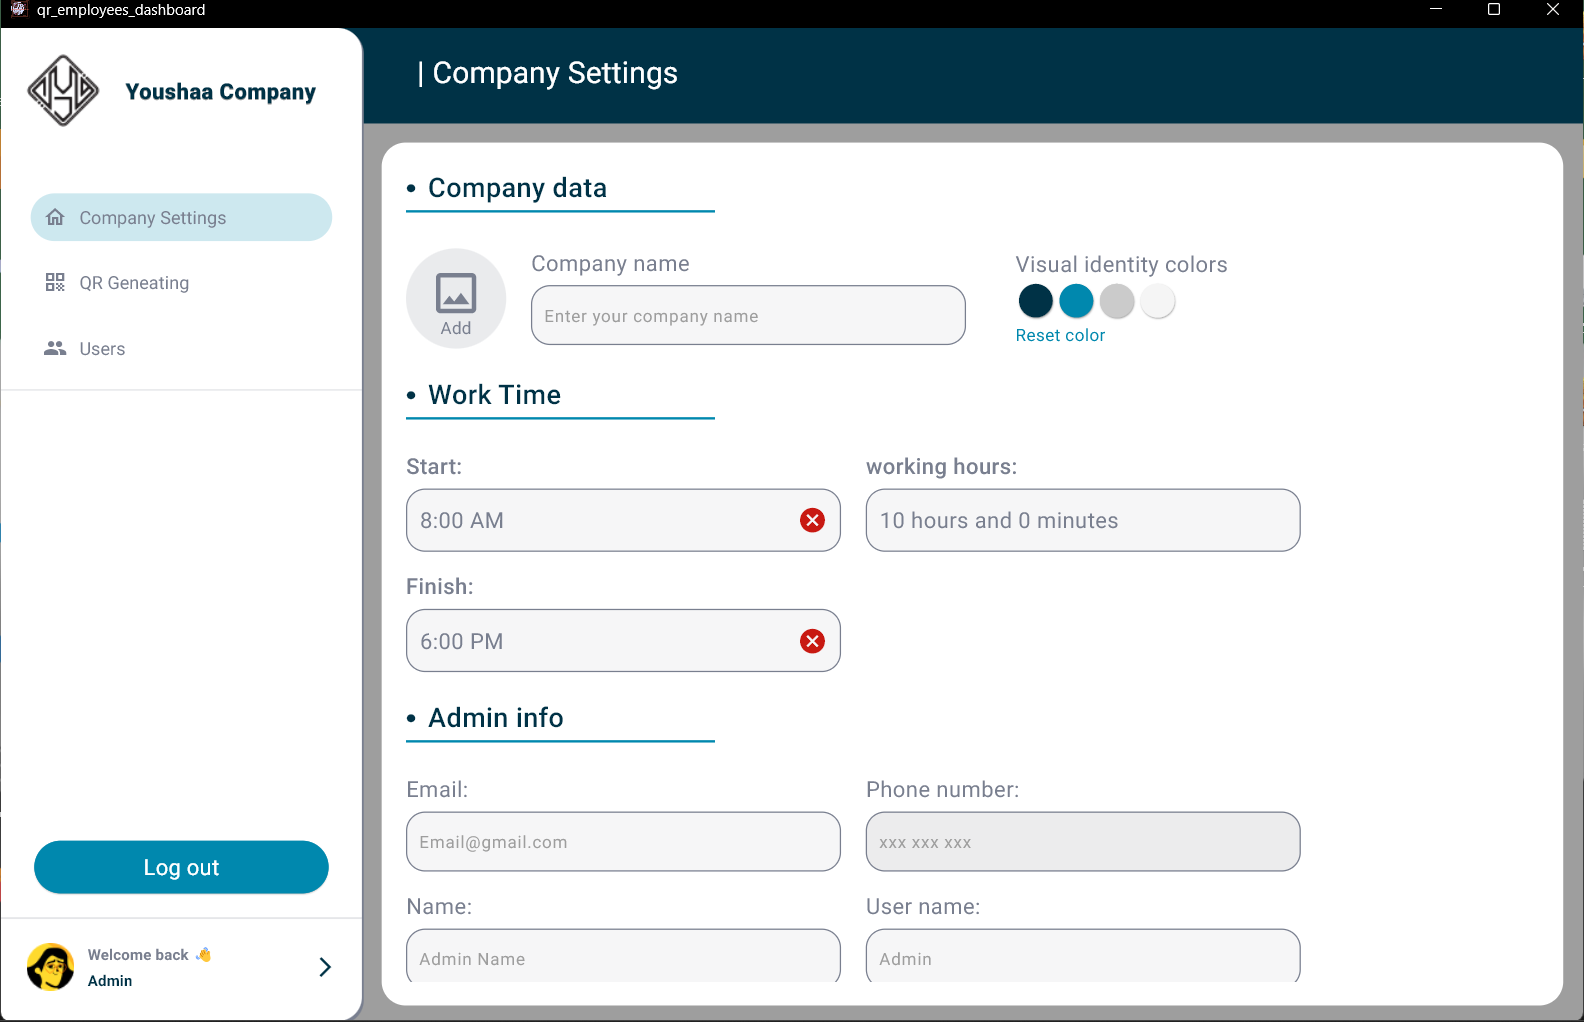 qr_employees_dashboard
Youshaa Company
Company Settings
QR Geneating
Users
Log out
Welcome back 👋
Admin
| Company Settings
• Company data
Add
Company name
Enter your company name
Visual identity colors
Reset color
• Work Time
Start:
8:00 AM
working hours:
10 hours and 0 minutes
Finish:
6:00 PM
• Admin info
Email:
Email@gmail.com
Phone number:
xxx xxx xxx
Name:
Admin Name
User name:
Admin